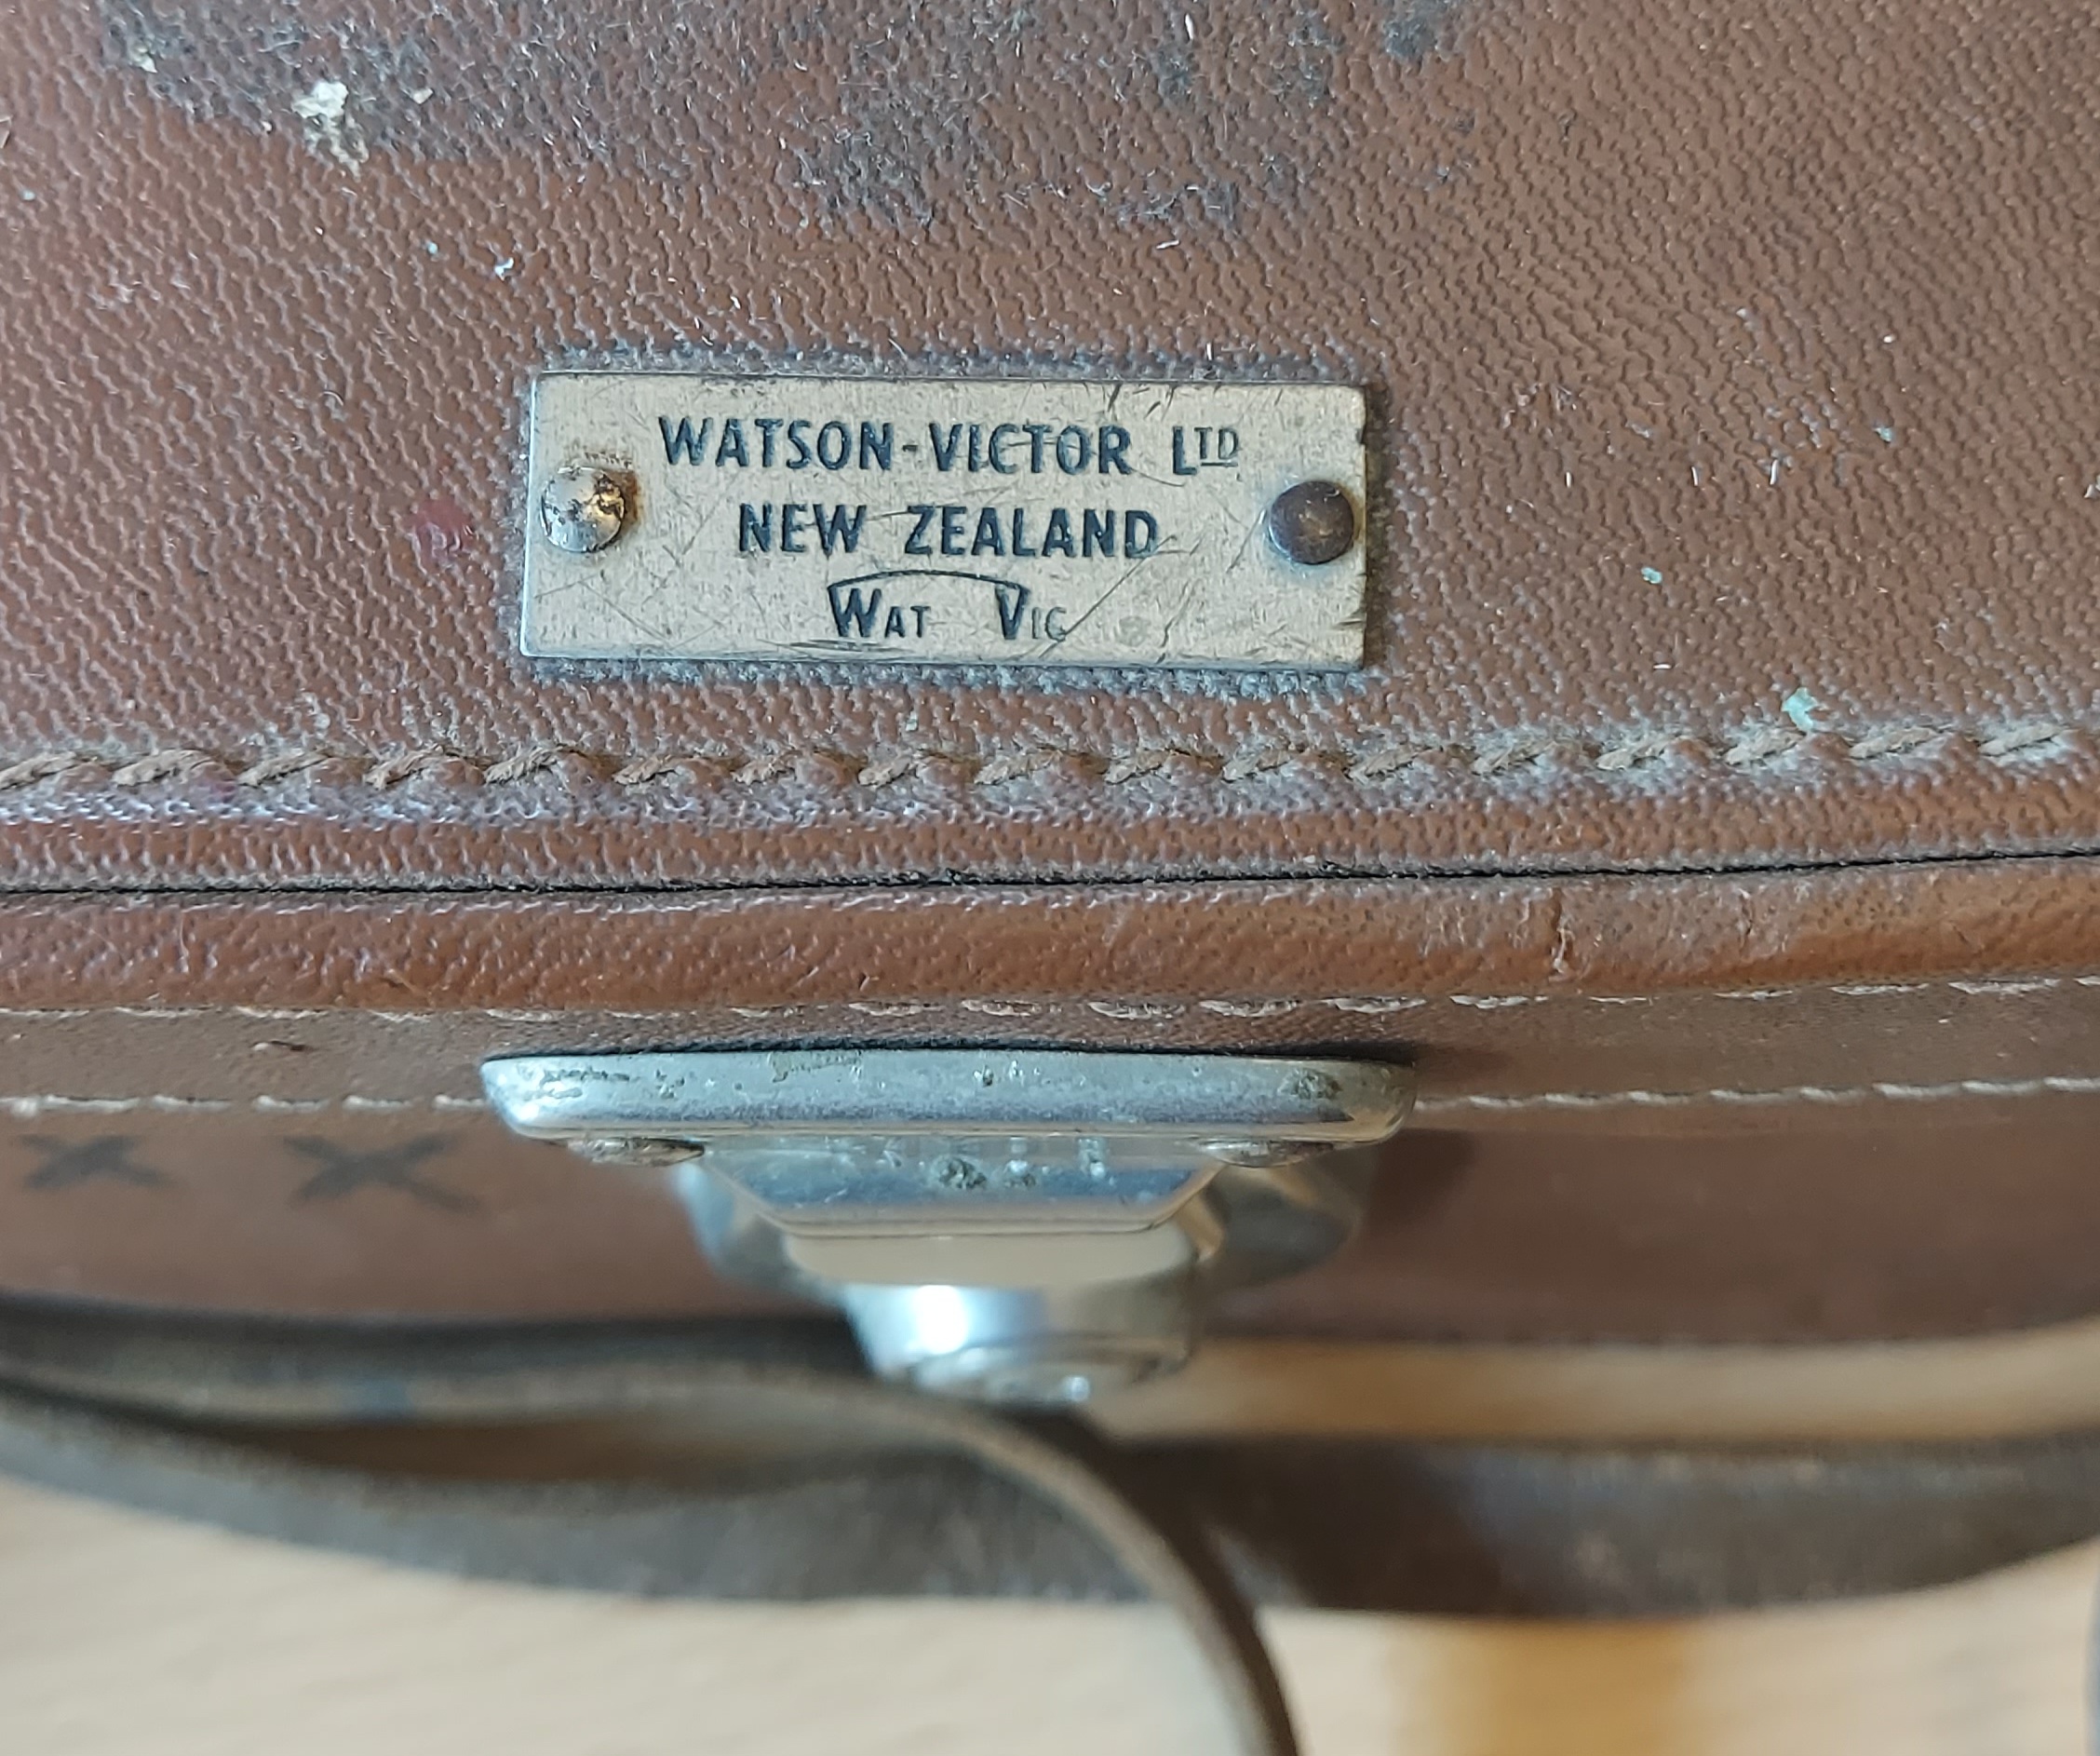 WATSON-VICTOR LTD
NEW ZEALAND
WAT VIC
X X